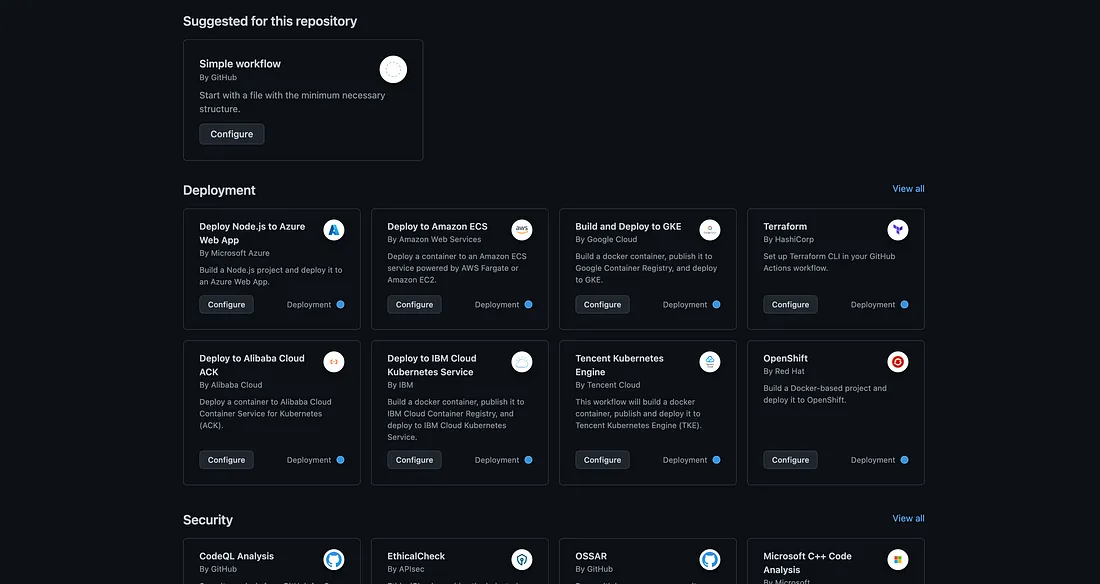 Suggested for this repository
Simple workflow
By GitHub
Start with a file with the minimum necessary
structure.
Configure
Deployment
View all
Deploy Node.js to Azure
Web App
By Microsoft Azure
Build a Node.js project and deploy it to
an Azure Web App.
Configure
Deployment
Deploy to Amazon ECS
By Amazon Web Services
Deploy a container to an Amazon ECS
service powered by AWS Fargate or
Amazon EC2.
Configure
Deployment
aws
Build and Deploy to GKE
By Google Cloud
Build a docker container, publish it to
Google Container Registry, and deploy
to GKE.
Configure
Deployment
Terraform
By HashiCorp
Set up Terraform CLI in your GitHub
Actions workflow.
Configure
Deployment
Deploy to Alibaba Cloud
ACK
By Alibaba Cloud
Deploy a container to Alibaba Cloud
Container Service for Kubernetes
(ACK).
Configure
Deployment
Deploy to IBM Cloud
Kubernetes Service
By IBM
Build a docker container, publish it to
IBM Cloud Container Registry, and
deploy to IBM Cloud Kubernetes
Service.
Configure
Deployment
Tencent Kubernetes
Engine
By Tencent Cloud
This workflow will build a docker
container, publish and deploy it to
Tencent Kubernetes Engine (TKE).
Configure
Deployment
OpenShift
By Red Hat
Build a Docker-based project and
deploy it to OpenShift.
Configure
Deployment
Security
View all
CodeQL Analysis
By GitHub
EthicalCheck
By APIsec
OSSAR
By GitHub
Microsoft C++ Code
Analysis
By Microsoft